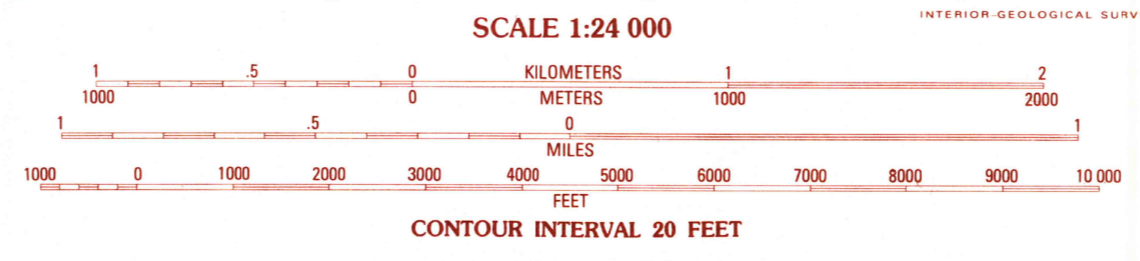 INTERIOR-GEOLOGICAL SURV
SCALE 1:24 000
1 .5 0 KILOMETERS 1 2
1000 0 METERS 1000 2000
1 .5 0 1
MILES
1000 0 1000 2000 3000 4000 5000 6000 7000 8000 9000 10 000
FEET
CONTOUR INTERVAL 20 FEET